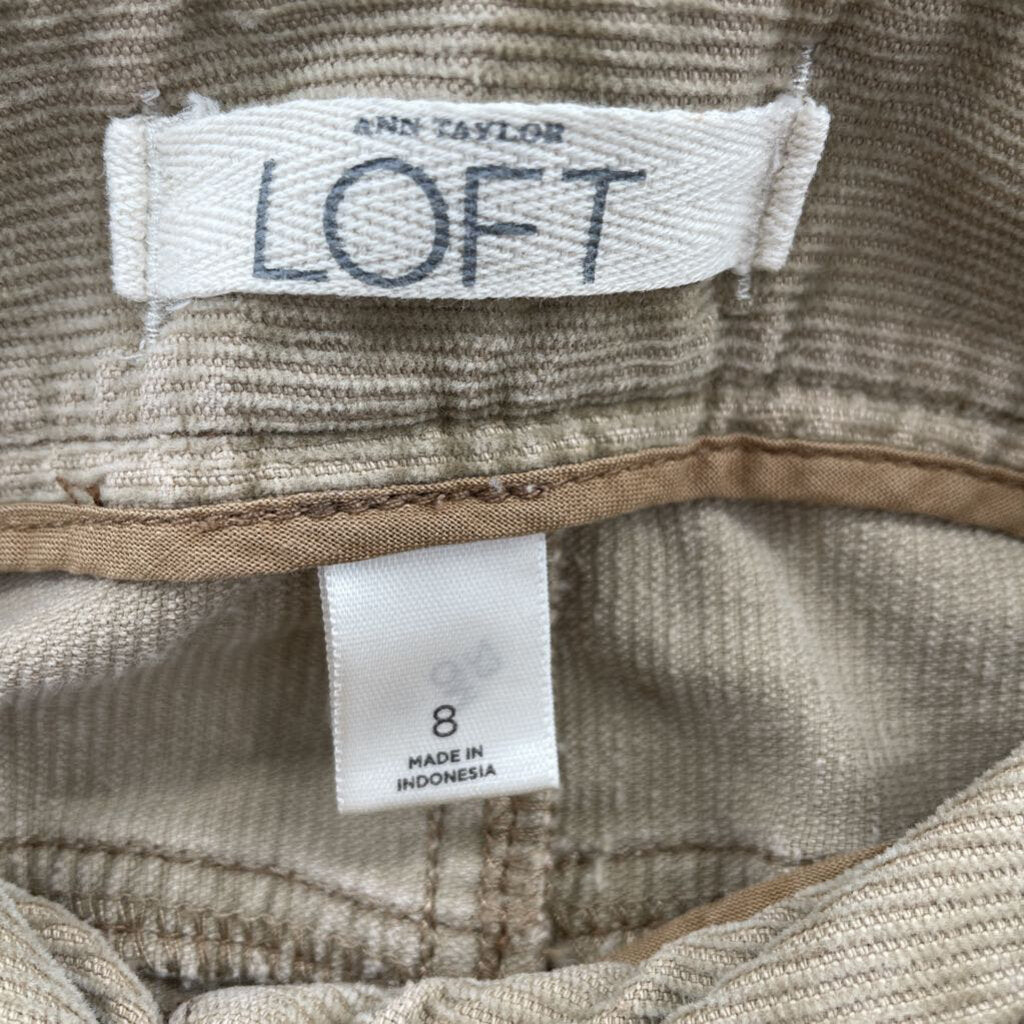 ANN TAYLOR
LOFT
8
MADE IN
INDONESIA